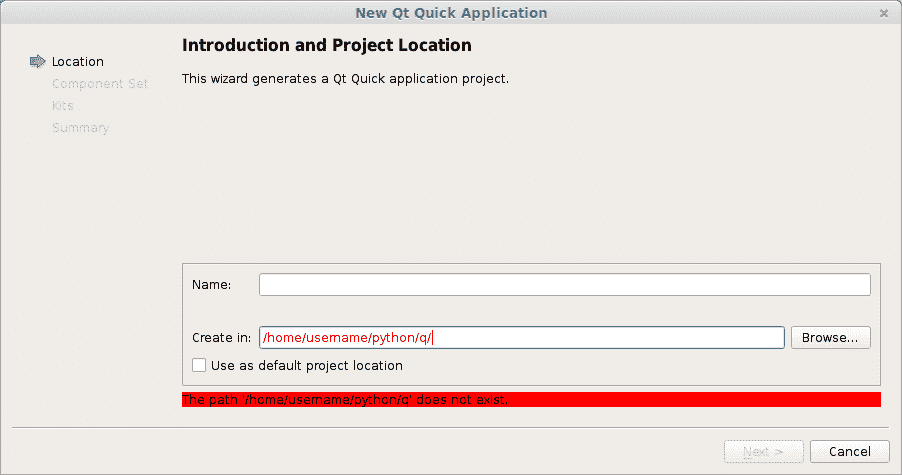 New Qt Quick Application
Introduction and Project Location
Location
This wizard generates a Qt Quick application project.
Component Set
Kits
Summary
Name:
Create in: /home/username/python/q/ Browse...
Use as default project location
The path '/home/username/python/q' does not exist.
Next > Cancel